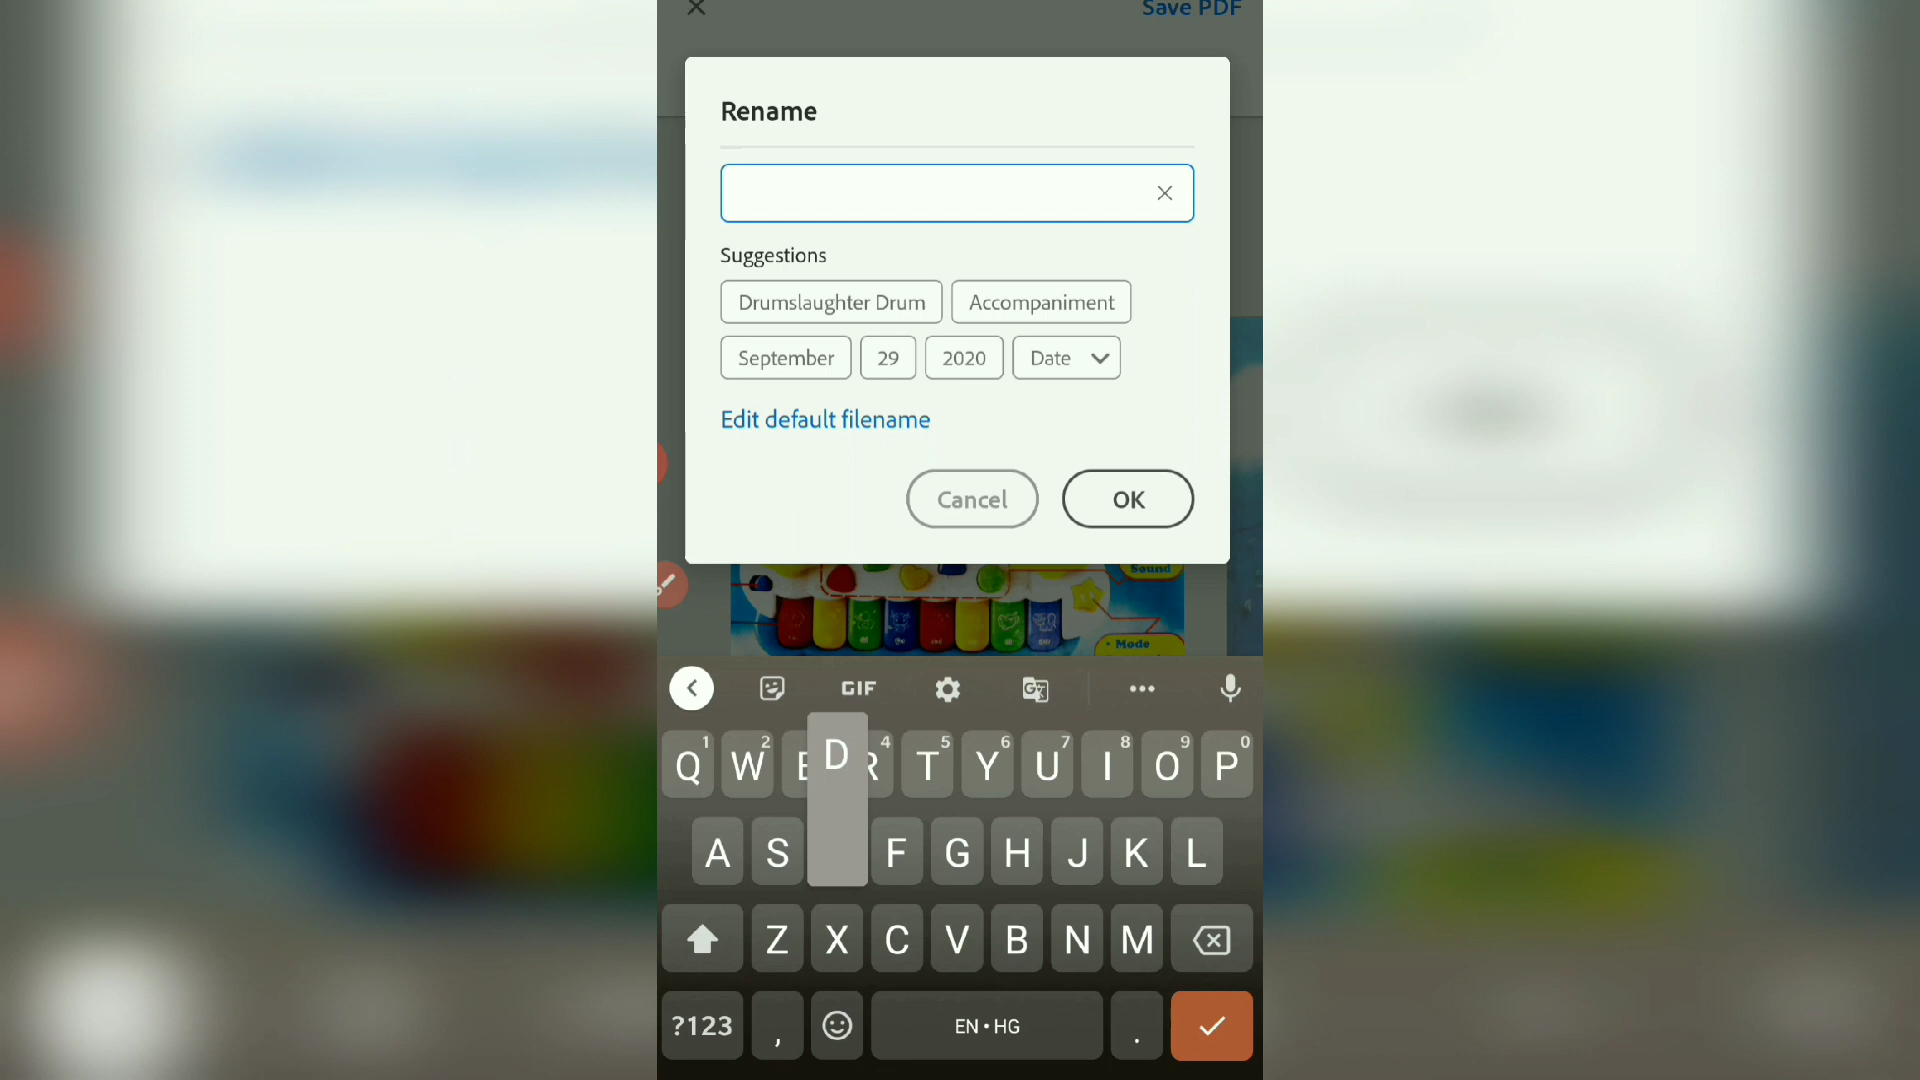 Save PDF
Rename
Suggestions
Drumslaughter Drum Accompaniment
September 29 2020 Date
Edit default filename
Cancel OK
Sound
• Mode
GIF
Q1 W2 E D R4 T5 Y6 U7 I8 O9 P0
A S F G H J K L
Z X C V B N M
?123 , EN • HG .